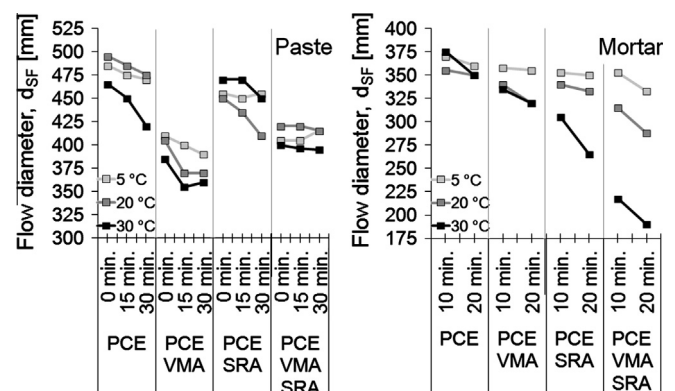 Flow diameter, dSF [mm]
525
500
475
450
425
400
375
350
325
300
Paste
5 °C
20 °C
30 °C
0 min.
15 min.
30 min.
0 min.
15 min.
30 min.
0 min.
15 min.
30 min.
0 min.
15 min.
30 min.
PCE
PCE
VMA
PCE
SRA
PCE
VMA
SRA
Flow diameter, dSF [mm]
400
375
350
325
300
275
250
225
200
175
Mortar
5 °C
20 °C
30 °C
10 min.
20 min.
10 min.
20 min.
10 min.
20 min.
10 min.
20 min.
PCE
PCE
VMA
PCE
SRA
PCE
VMA
SRA